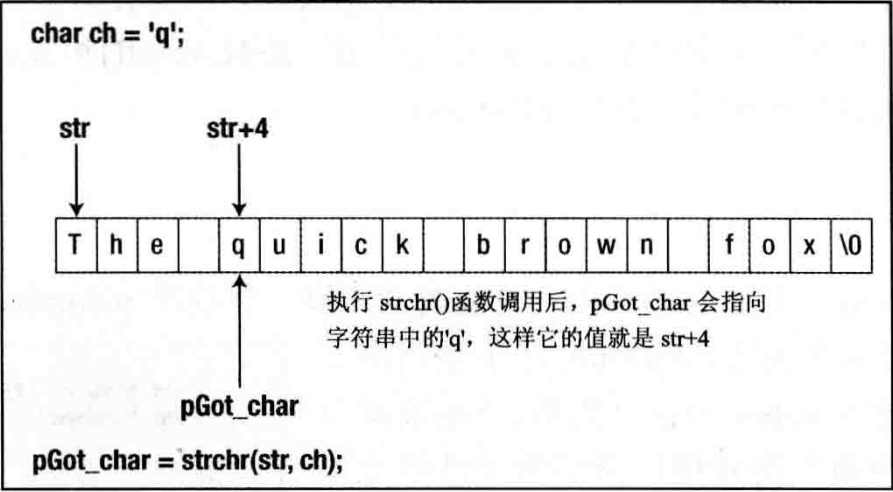 char ch = 'q';
str str+4
T h e q u i c k b r o w n f o x \0
执行 strchr()函数调用后，pGot_char 会指向
字符串中的'q'，这样它的值就是 str+4
pGot_char
pGot_char = strchr(str, ch);